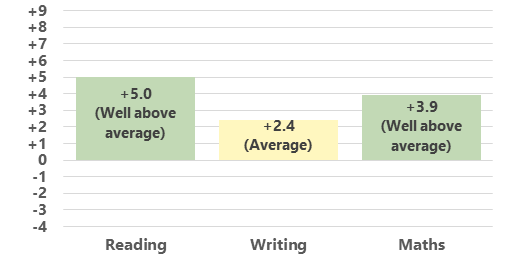 +9
+8
+7
+6
+5
+4
+3
+2
+1
0
-1
-2
-3
-4
+5.0
(Well above
average)
+2.4
(Average)
+3.9
(Well above
average)
Reading
Writing
Maths